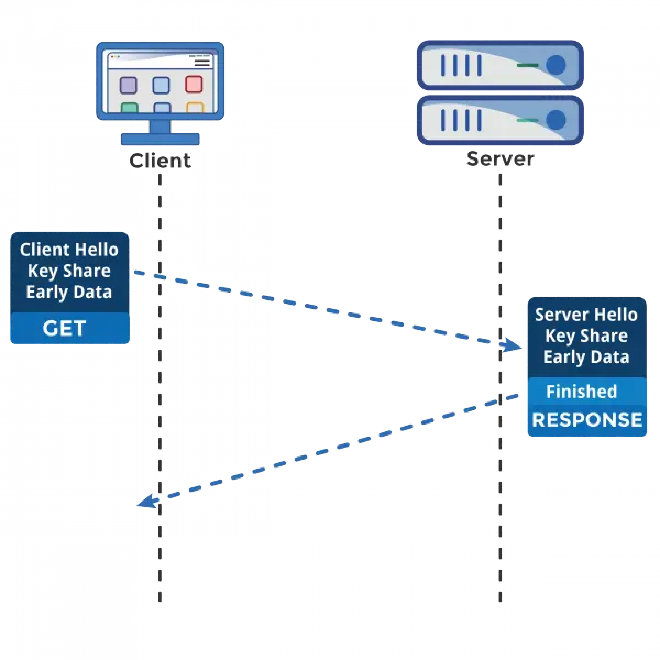 Client
Server
Client Hello
Key Share
Early Data
GET
Server Hello
Key Share
Early Data
Finished
RESPONSE